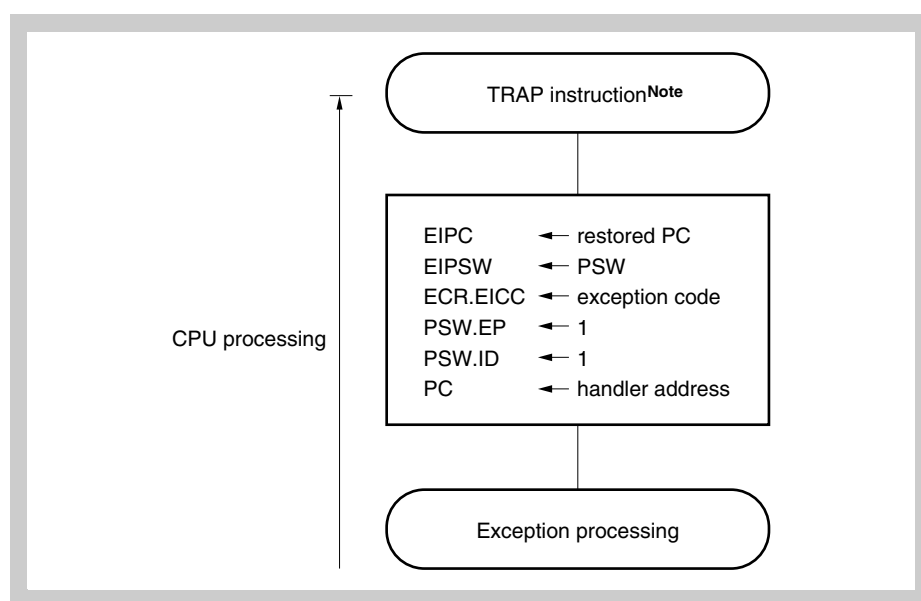 TRAP instructionNote
EIPC ← restored PC
EIPSW ← PSW
ECR.EICC ← exception code
PSW.EP ← 1
PSW.ID ← 1
PC ← handler address
CPU processing
Exception processing